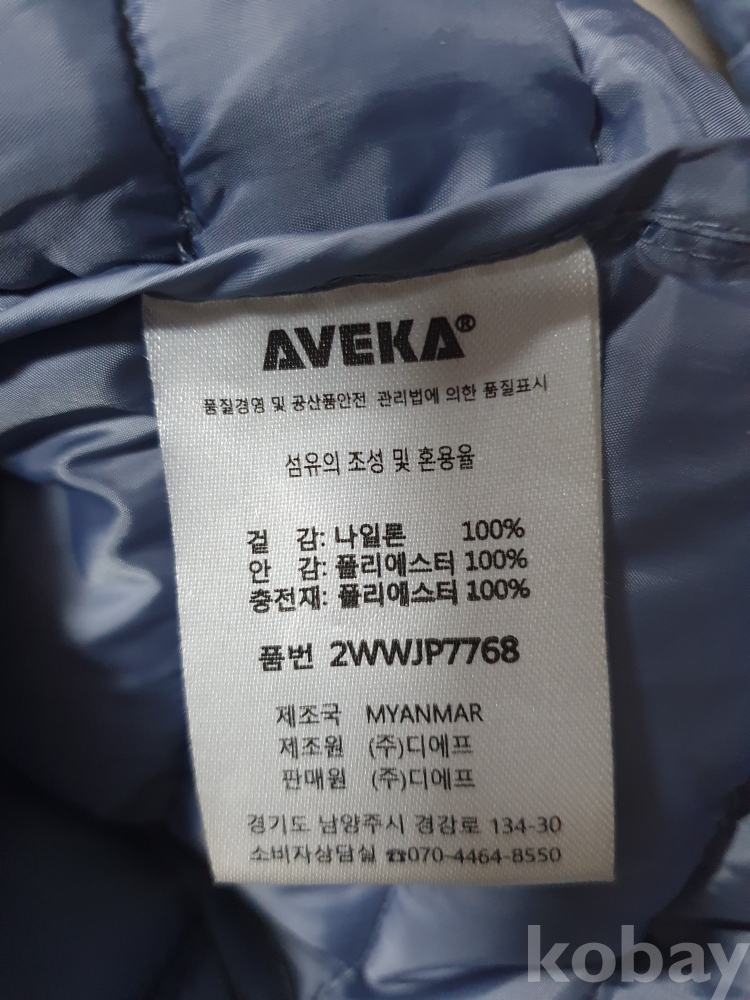 AVEKA®
품질경영 및 공산품안전 관리법에 의한 품질표시
섬유의 조성 및 혼용율
겉 감: 나일론 100%
안 감: 폴리에스터 100%
충전재: 폴리에스터 100%
품번 2WWJP7768
제조국 MYANMAR
제조원 (주)디에프
판매원 (주)디에프
경기도 남양주시 경강로 134-30
소비자상담실 ☎070-4464-8550
kobay